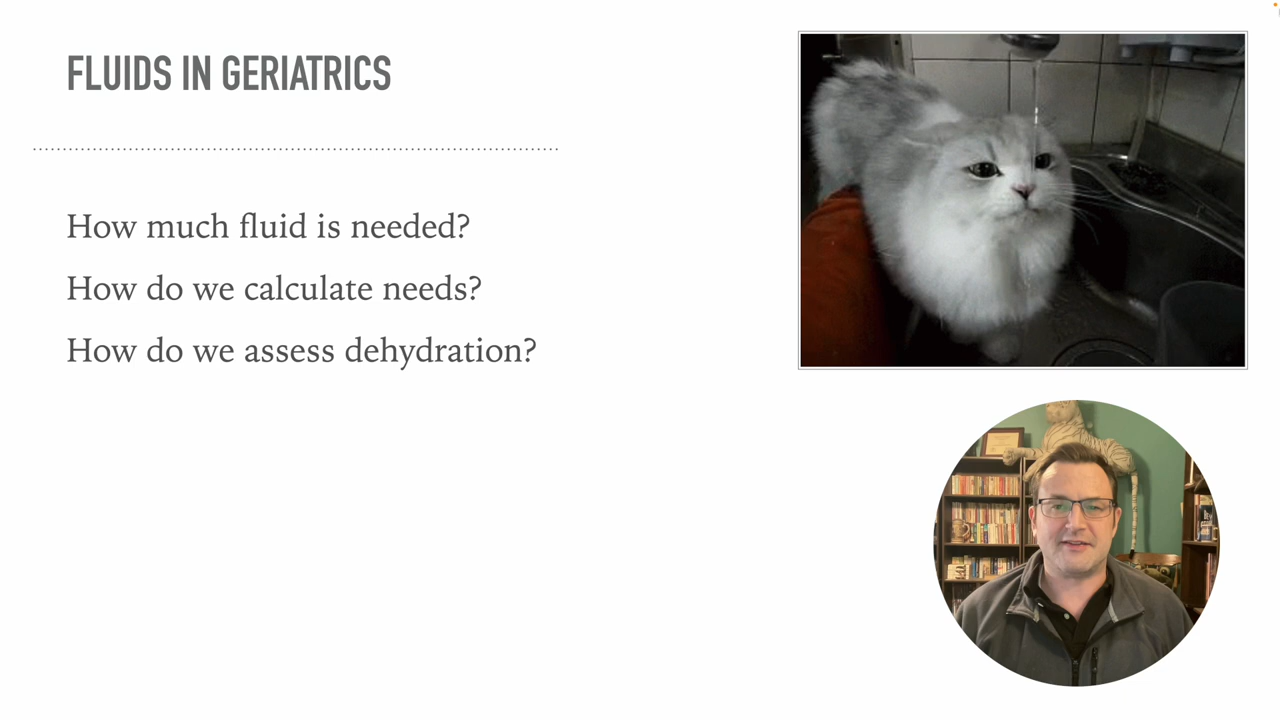 FLUIDS IN GERIATRICS
How much fluid is needed?
How do we calculate needs?
How do we assess dehydration?